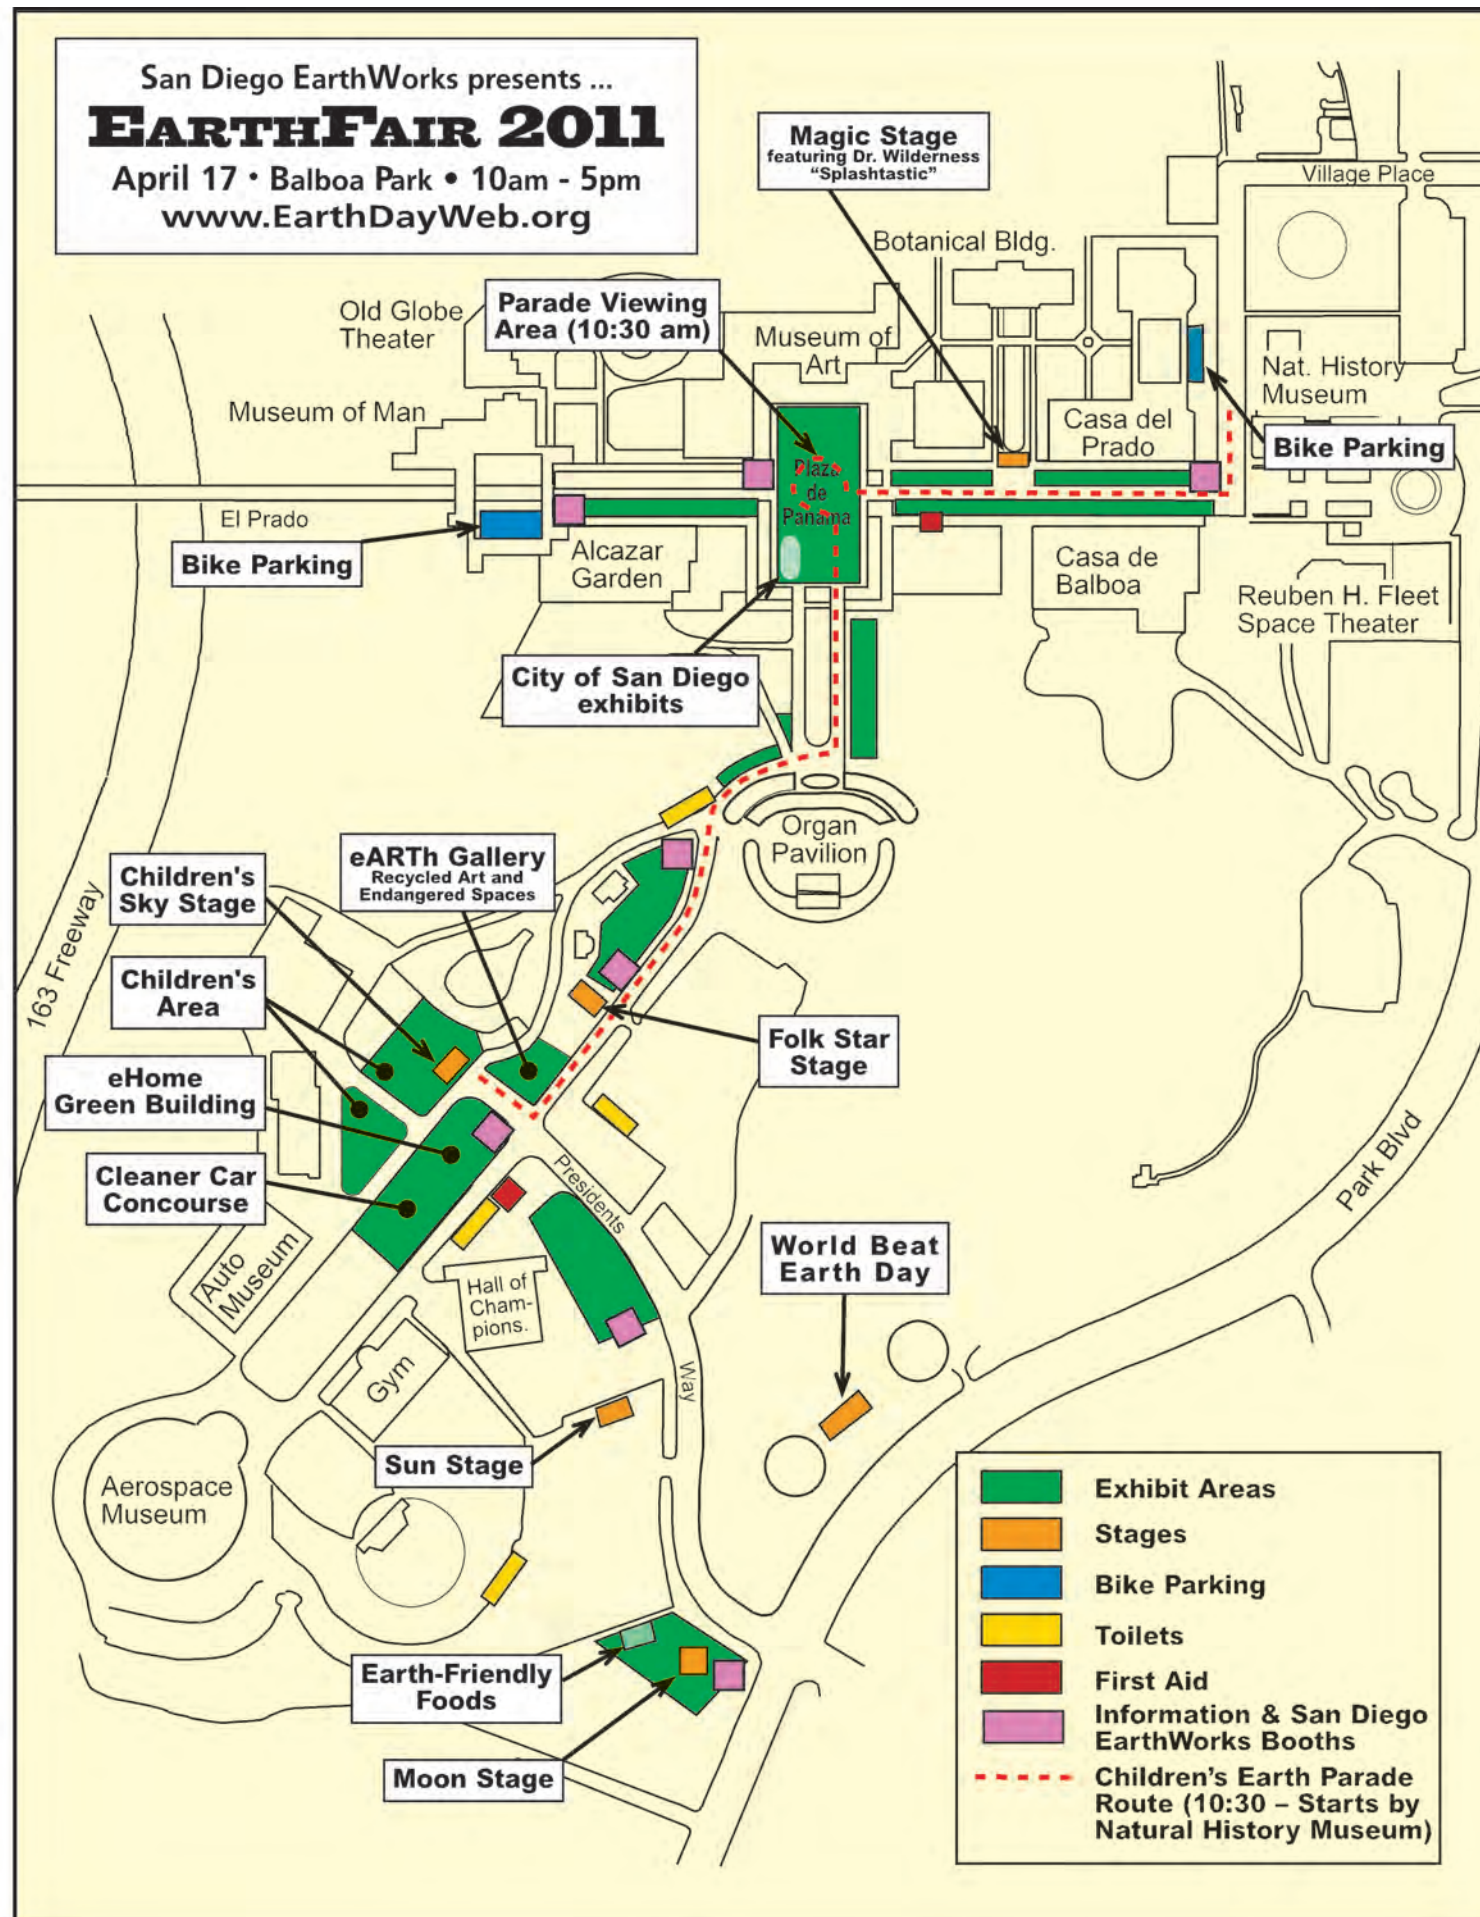 San Diego EarthWorks presents ...
EARTHFAIR 2011
April 17 • Balboa Park • 10am - 5pm
www.EarthDayWeb.org
Magic Stage
featuring Dr. Wilderness
"Splashtastic"
Village Place
Botanical Bldg.
Old Globe
Theater
Parade Viewing
Area (10:30 am)
Museum of
Art
Nat. History
Museum
Museum of Man
Casa del
Prado
Bike Parking
Plaza
de
Panama
El Prado
Bike Parking
Alcazar
Garden
Casa de
Balboa
Reuben H. Fleet
Space Theater
City of San Diego
exhibits
Organ
Pavilion
eARTh Gallery
Recycled Art and
Endangered Spaces
Children's
Sky Stage
163 Freeway
Children's
Area
Folk Star
Stage
eHome
Green Building
Cleaner Car
Concourse
Presidents
Way
Park Blvd
Auto
Museum
Hall of
Cham-
pions.
World Beat
Earth Day
Gym
Sun Stage
Aerospace
Museum
Earth-Friendly
Foods
Moon Stage
Exhibit Areas
Stages
Bike Parking
Toilets
First Aid
Information & San Diego
EarthWorks Booths
Children's Earth Parade
Route (10:30 – Starts by
Natural History Museum)